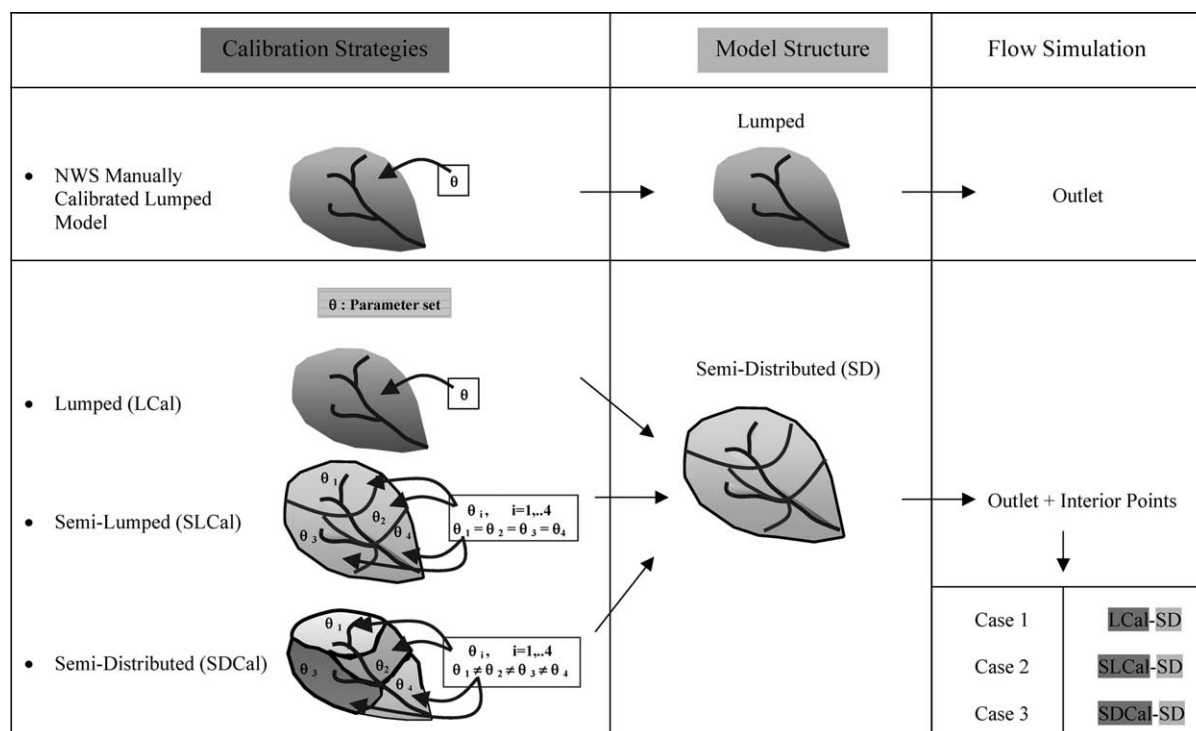 Calibration Strategies
Model Structure
Flow Simulation
• NWS Manually
Calibrated Lumped
Model
θ
Lumped
Outlet
θ : Parameter set
• Lumped (LCal)
θ
Semi-Distributed (SD)
• Semi-Lumped (SLCal)
θ 1
θ 2
θ 3
θ 4
θ i, i=1,..4
θ 1 = θ 2 = θ 3 = θ 4
Outlet + Interior Points
• Semi-Distributed (SDCal)
θ 1
θ 2
θ 3
θ 4
θ i, i=1,..4
θ 1 ≠ θ 2 ≠ θ 3 ≠ θ 4
Case 1 LCal-SD
Case 2 SLCal-SD
Case 3 SDCal-SD